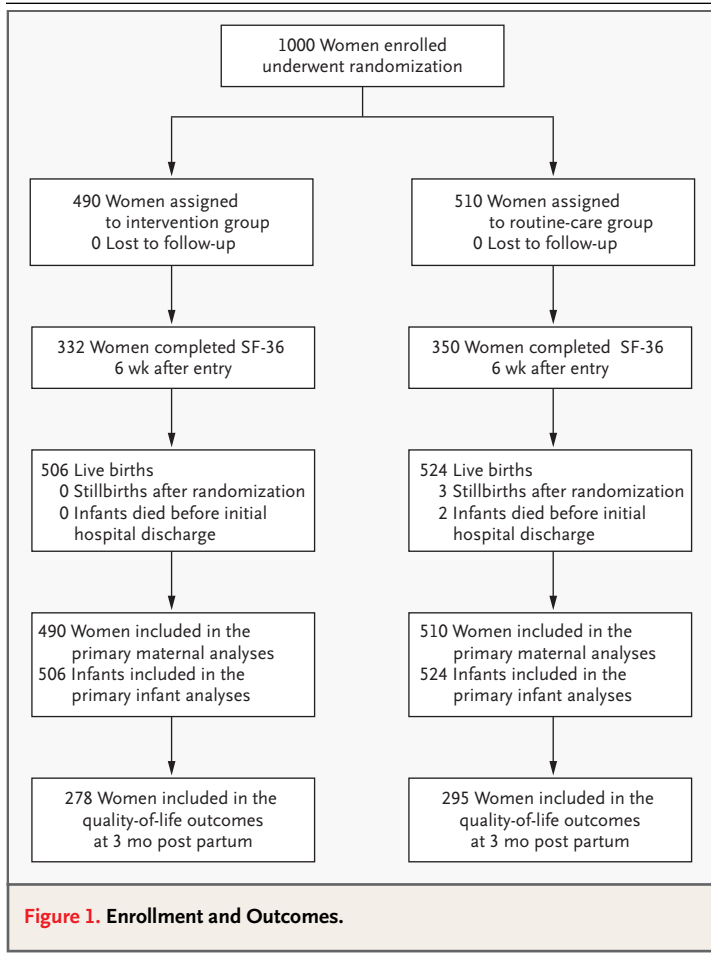 1000 Women enrolled
underwent randomization
490 Women assigned
to intervention group
0 Lost to follow-up
510 Women assigned
to routine-care group
0 Lost to follow-up
332 Women completed SF-36
6 wk after entry
350 Women completed SF-36
6 wk after entry
506 Live births
0 Stillbirths after randomization
0 Infants died before initial
hospital discharge
524 Live births
3 Stillbirths after randomization
2 Infants died before initial
hospital discharge
490 Women included in the
primary maternal analyses
506 Infants included in the
primary infant analyses
510 Women included in the
primary maternal analyses
524 Infants included in the
primary infant analyses
278 Women included in the
quality-of-life outcomes
at 3 mo post partum
295 Women included in the
quality-of-life outcomes
at 3 mo post partum
Figure 1. Enrollment and Outcomes.